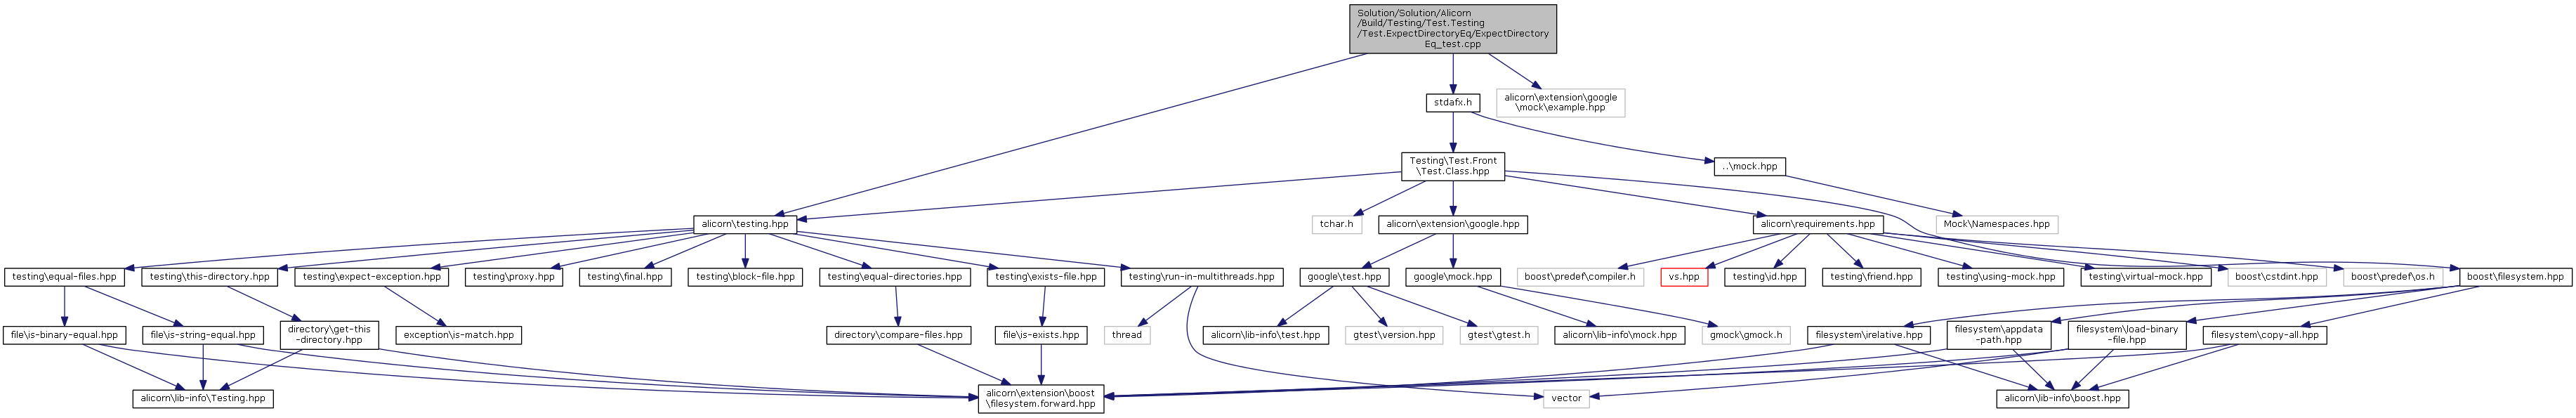 Solution/Solution/Alicorn
/Build/Testing/Test.Testing
/Test.ExpectDirectoryEq/ExpectDirectory
Eq_test.cpp
stdafx.h
alicorn\extension\google
\mock\example.hpp
Testing\Test.Front
\Test.Class.hpp
..\mock.hpp
alicorn\testing.hpp
tchar.h
alicorn\extension\google.hpp
alicorn\requirements.hpp
Mock\Namespaces.hpp
testing\equal-files.hpp
testing\this-directory.hpp
testing\expect-exception.hpp
testing\proxy.hpp
testing\final.hpp
testing\block-file.hpp
testing\equal-directories.hpp
testing\exists-file.hpp
testing\run-in-multithreads.hpp
google\test.hpp
google\mock.hpp
boost\predef\compiler.h
vs.hpp
testing\id.hpp
testing\friend.hpp
testing\using-mock.hpp
testing\virtual-mock.hpp
boost\cstdint.hpp
boost\predef\os.h
boost\filesystem.hpp
file\is-binary-equal.hpp
file\is-string-equal.hpp
directory\get-this
-directory.hpp
exception\is-match.hpp
directory\compare-files.hpp
file\is-exists.hpp
thread
alicorn\lib-info\test.hpp
gtest\version.hpp
gtest\gtest.h
alicorn\lib-info\mock.hpp
gmock\gmock.h
filesystem\irelative.hpp
filesystem\appdata
-path.hpp
filesystem\load-binary
-file.hpp
filesystem\copy-all.hpp
alicorn\lib-info\Testing.hpp
alicorn\extension\boost
\filesystem.forward.hpp
vector
alicorn\lib-info\boost.hpp